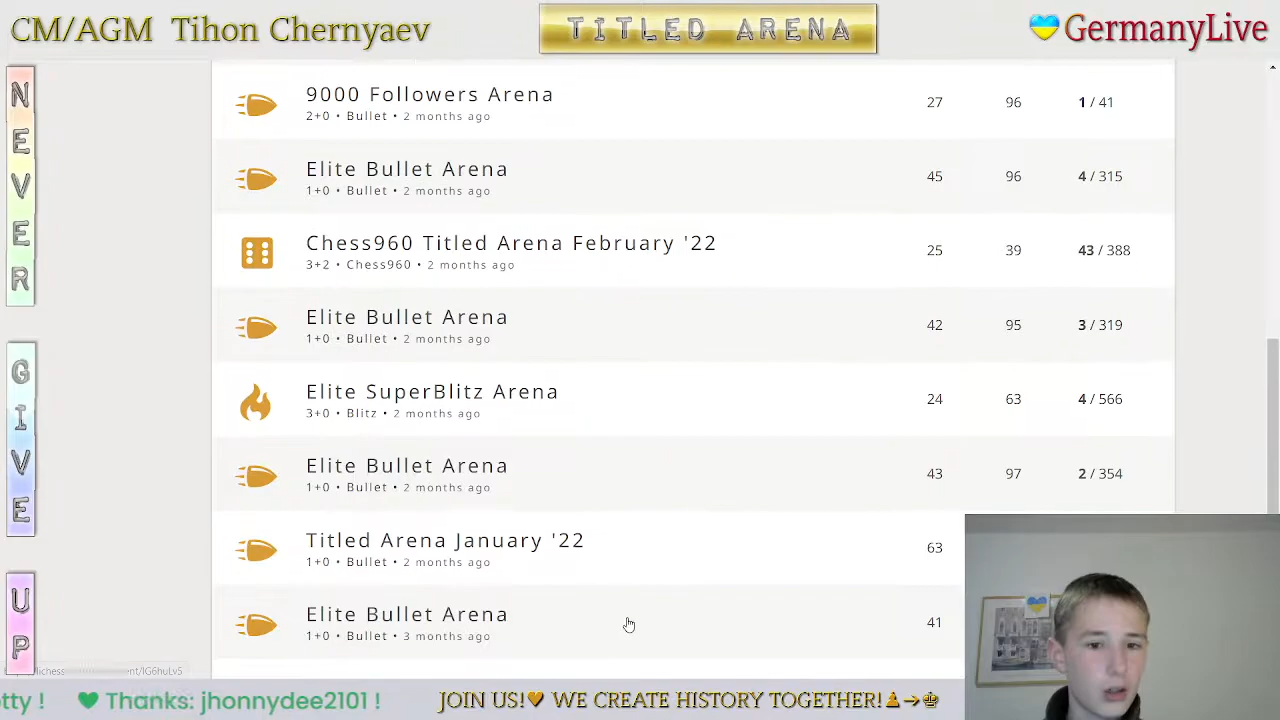 CM/AGM Tihon Chernyaev
TITLED ARENA
GermanyLive
NEVER
GIVE
UP
9000 Followers Arena 27 96 1 / 41
2+0 • Bullet • 2 months ago
Elite Bullet Arena 45 96 4 / 315
1+0 • Bullet • 2 months ago
Chess960 Titled Arena February '22 25 39 43 / 388
3+2 • Chess960 • 2 months ago
Elite Bullet Arena 42 95 3 / 319
1+0 • Bullet • 2 months ago
Elite SuperBlitz Arena 24 63 4 / 566
3+0 • Blitz • 2 months ago
Elite Bullet Arena 43 97 2 / 354
1+0 • Bullet • 2 months ago
Titled Arena January '22 63
1+0 • Bullet • 2 months ago
Elite Bullet Arena 41
1+0 • Bullet • 3 months ago
tty ! Thanks: jhonnydee2101 ! JOIN US! WE CREATE HISTORY TOGETHER!